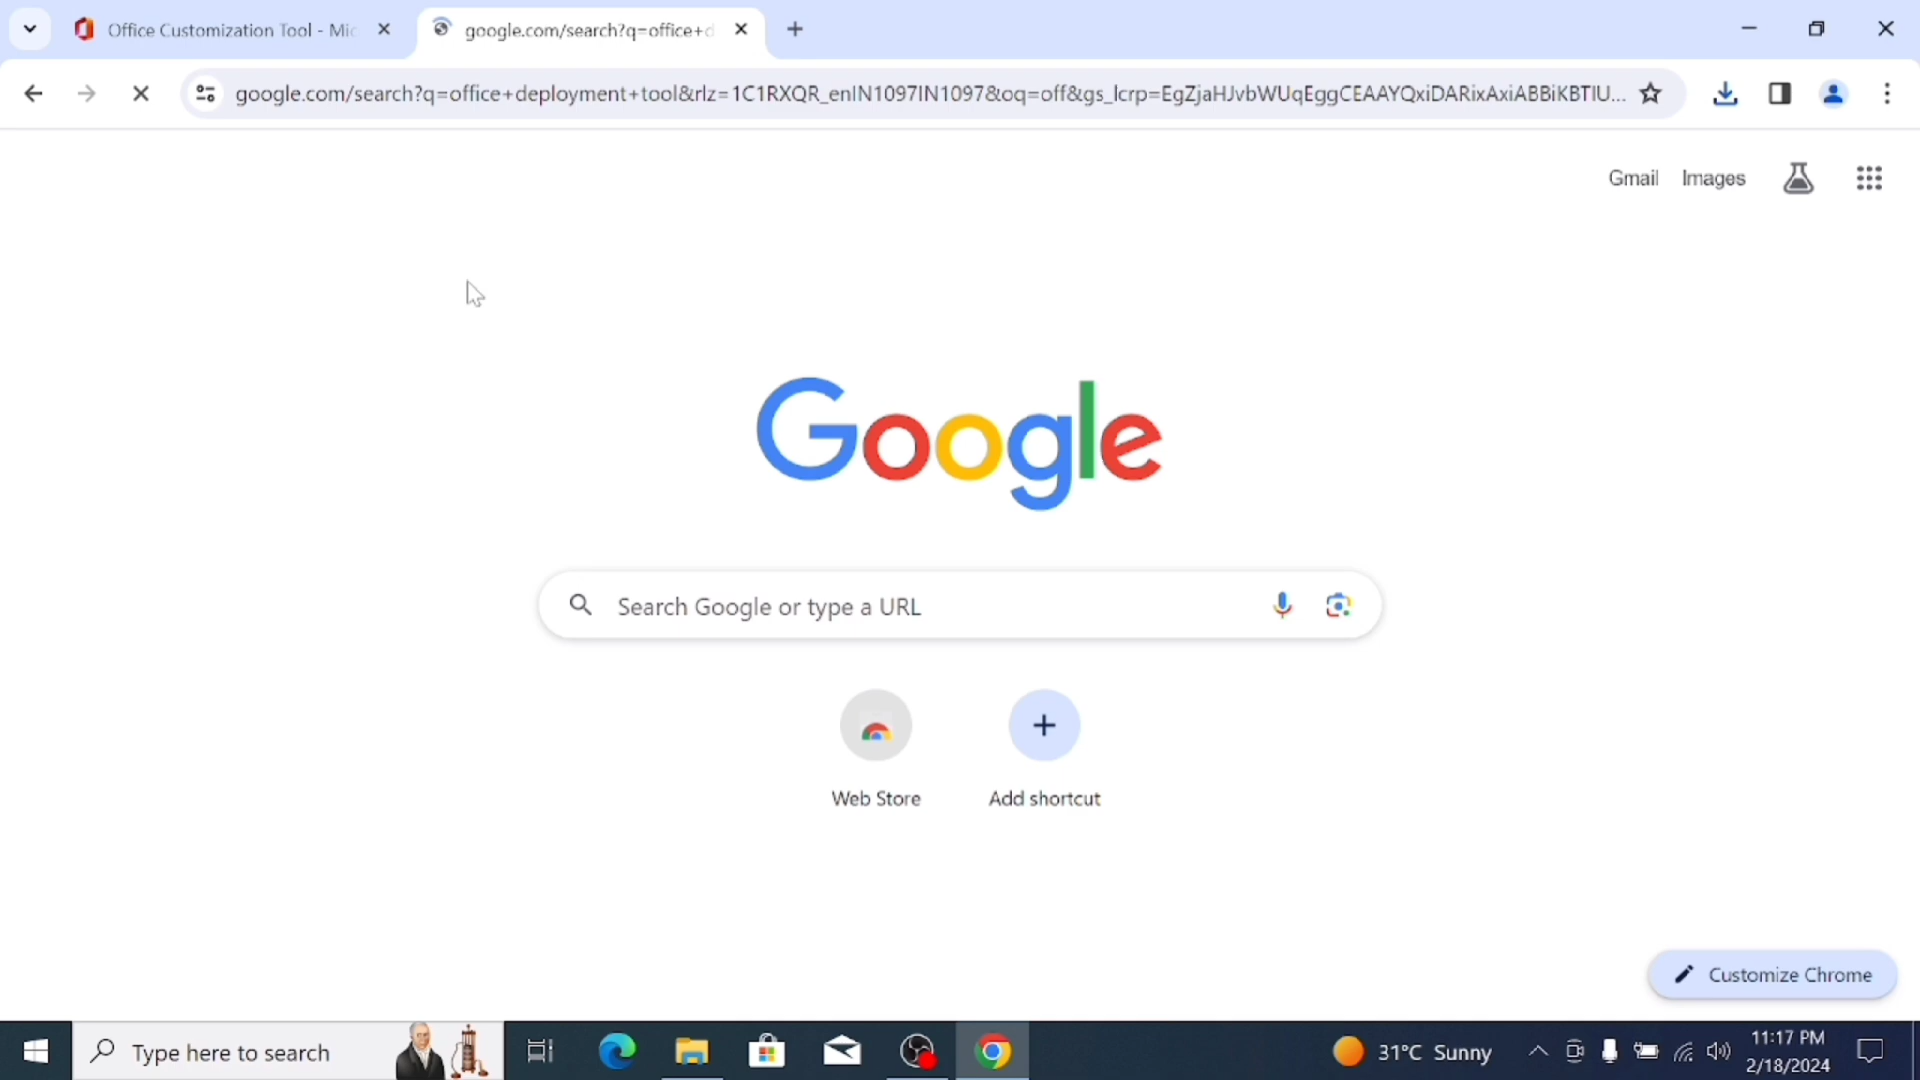 Office Customization Tool - Mic
google.com/search?q=office+d
google.com/search?q=office+deployment+tool&rlz=1C1RXQR_enIN1097IN1097&oq=off&gs_lcrp=EgZjaHJvbWUqEggCEAAYQxiDARixAxiABBiKBTIU...
Gmail Images
Google
Search Google or type a URL
Web Store Add shortcut
Customize Chrome
Type here to search
31°C Sunny
11:17 PM
2/18/2024